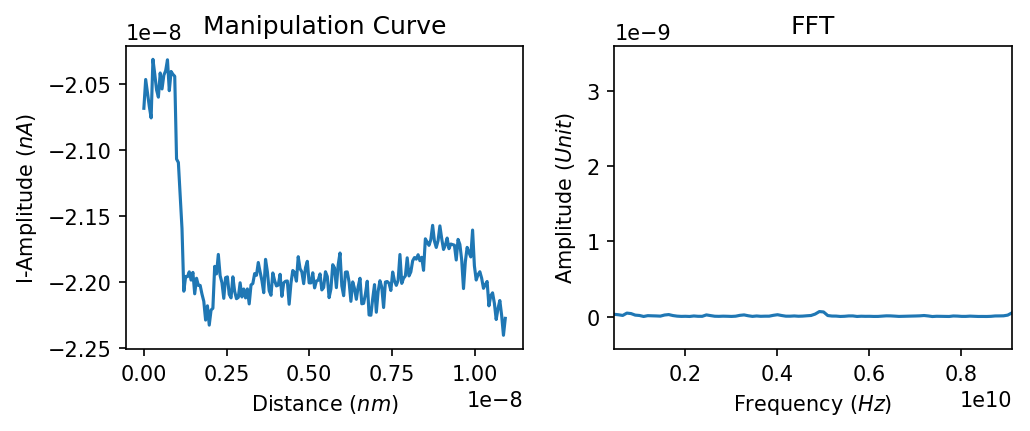 Manipulation Curve
1e−8
−2.05
−2.10
−2.15
−2.20
−2.25
I-Amplitude (nA)
0.00 0.25 0.50 0.75 1.00
1e−8
Distance (nm)
FFT
1e−9
3
2
1
0
Amplitude (Unit)
0.2 0.4 0.6 0.8
1e10
Frequency (Hz)